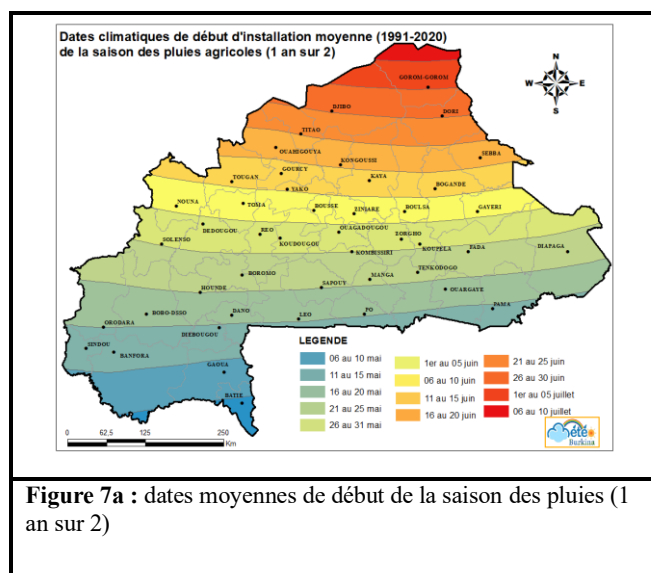 Dates climatiques de début d'installation moyenne (1991-2020)
de la saison des pluies agricoles (1 an sur 2)
N
W E
S
GOROM-GOROM
DJIBO
DORI
TITAO
OUAHIGOUYA
KONGOUSSI
SEBBA
GOURCY
KAYA
TOUGAN
YAKO
BOGANDE
NOUNA
TOMA
BOUSSE
ZINIARE
BOULSA
GAYERI
DEDOUGOU
REO
OUAGADOUGOU
ZORGHO
SOLENSO
KOUDOUGOU
KOUPELA
KOMBISSIRI
FADA
DIAPAGA
BOROMO
MANGA
TENKODOGO
HOUNDE
SAPOUY
OUARGAYE
BOBO-DSSO
DANO
LEO
PO
PAMA
ORODARA
DIEBOUGOU
SINDOU
BANFORA
GAOUA
BATIE
LEGENDE
06 au 10 mai
11 au 15 mai
16 au 20 mai
21 au 25 mai
26 au 31 mai
1er au 05 juin
06 au 10 juin
11 au 15 juin
16 au 20 juin
21 au 25 juin
26 au 30 juin
1er au 05 juillet
06 au 10 juillet
0 62.5 125 250
Km
météo
Burkina
Figure 7a : dates moyennes de début de la saison des pluies (1
an sur 2)